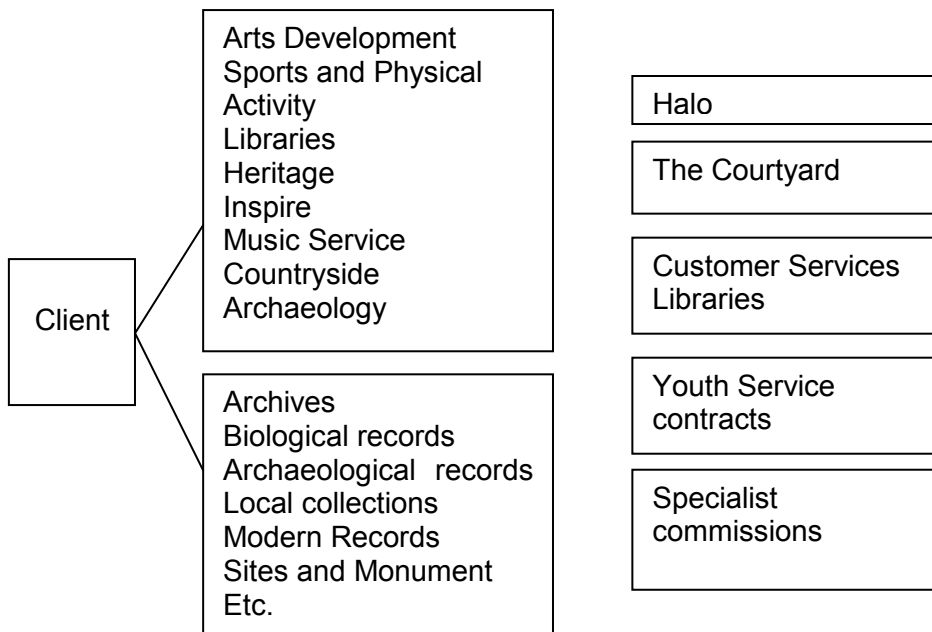 Client
Arts Development
Sports and Physical
Activity
Libraries
Heritage
Inspire
Music Service
Countryside
Archaeology
Archives
Biological records
Archaeological records
Local collections
Modern Records
Sites and Monument
Etc.
Halo
The Courtyard
Customer Services
Libraries
Youth Service
contracts
Specialist
commissions